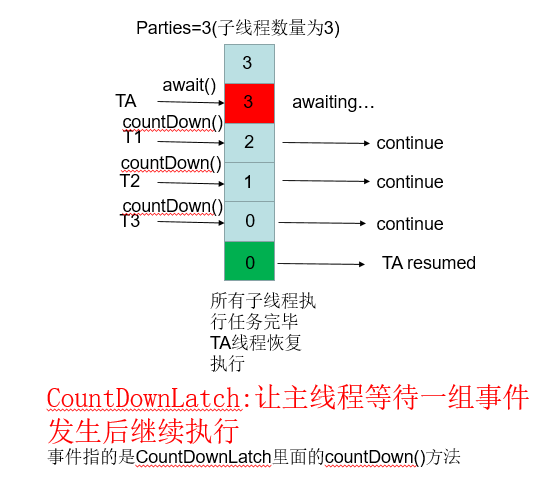 Parties=3(子线程数量为3)
3
await()
TA
3
awaiting…
countDown()
T1
2
continue
countDown()
T2
1
continue
countDown()
T3
0
continue
0
TA resumed
所有子线程执
行任务完毕
TA线程恢复
执行
CountDownLatch:让主线程等待一组事件
发生后继续执行
事件指的是CountDownLatch里面的countDown()方法